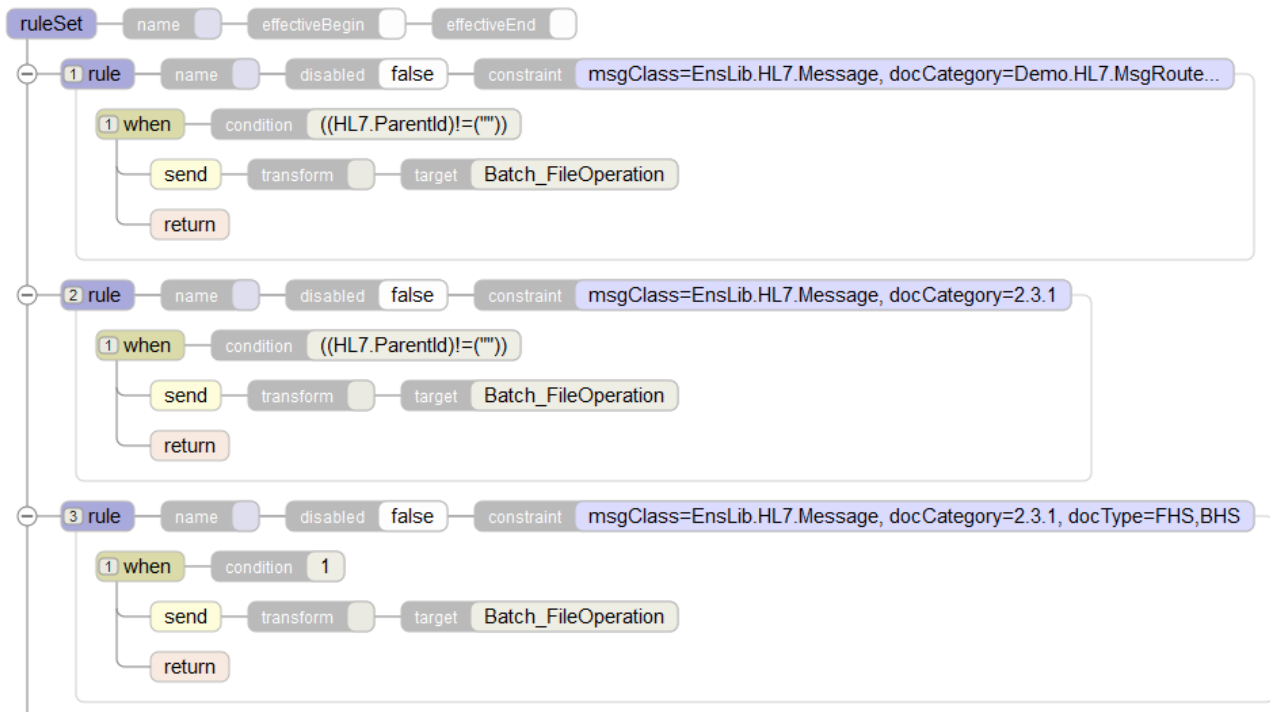 ruleSet name effectiveBegin effectiveEnd
1 rule name disabled false constraint msgClass=EnsLib.HL7.Message, docCategory=Demo.HL7.MsgRoute...
1 when condition ((HL7.ParentId)!=(""))
send transform target Batch_FileOperation
return
2 rule name disabled false constraint msgClass=EnsLib.HL7.Message, docCategory=2.3.1
1 when condition ((HL7.ParentId)!=(""))
send transform target Batch_FileOperation
return
3 rule name disabled false constraint msgClass=EnsLib.HL7.Message, docCategory=2.3.1, docType=FHS,BHS
1 when condition 1
send transform target Batch_FileOperation
return